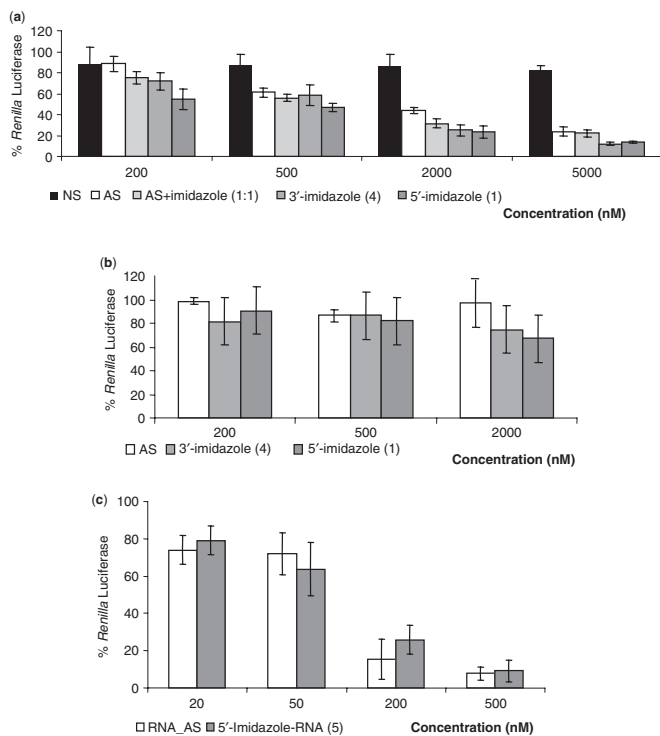 (a)
% Renilla Luciferase
120
100
80
60
40
20
0
200
500
2000
5000
NS
AS
AS+imidazole (1:1)
3′-imidazole (4)
5′-imidazole (1)
Concentration (nM)
(b)
% Renilla Luciferase
120
100
80
60
40
20
0
200
500
2000
AS
3′-imidazole (4)
5′-imidazole (1)
Concentration (nM)
(c)
% Renilla Luciferase
100
80
60
40
20
0
20
50
200
500
RNA_AS
5′-Imidazole-RNA (5)
Concentration (nM)